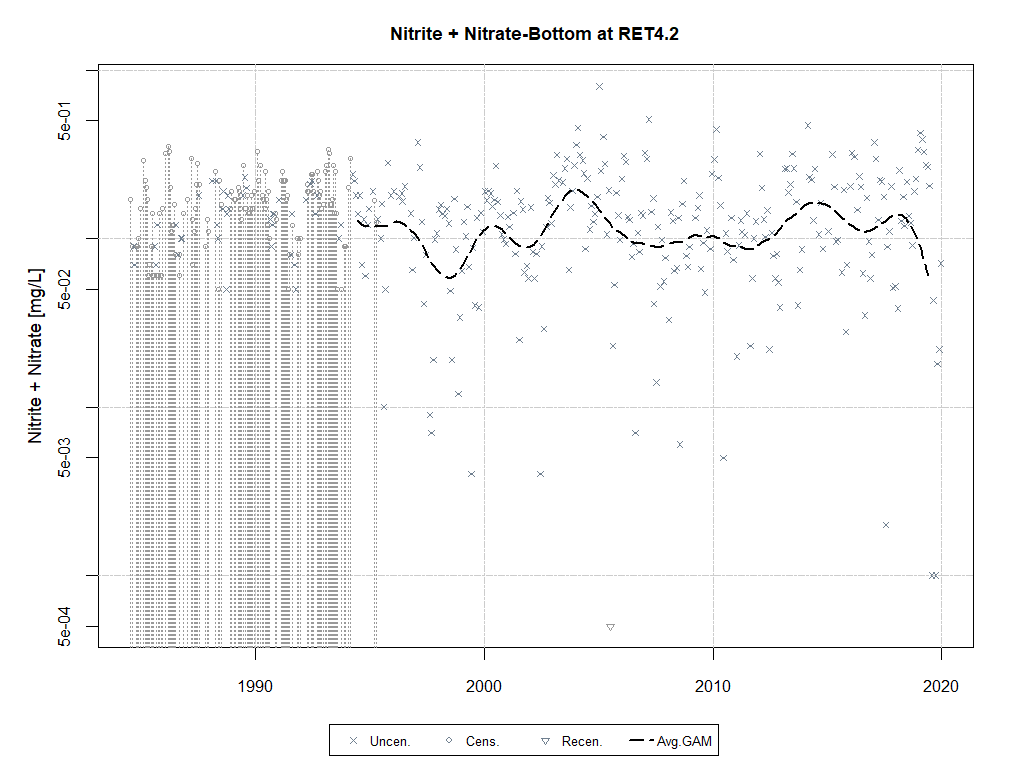 Nitrite + Nitrate-Bottom at RET4.2
Nitrite + Nitrate [mg/L]
5e-01
5e-02
5e-03
5e-04
1990 2000 2010 2020
Uncen. Cens. Recen. Avg.GAM